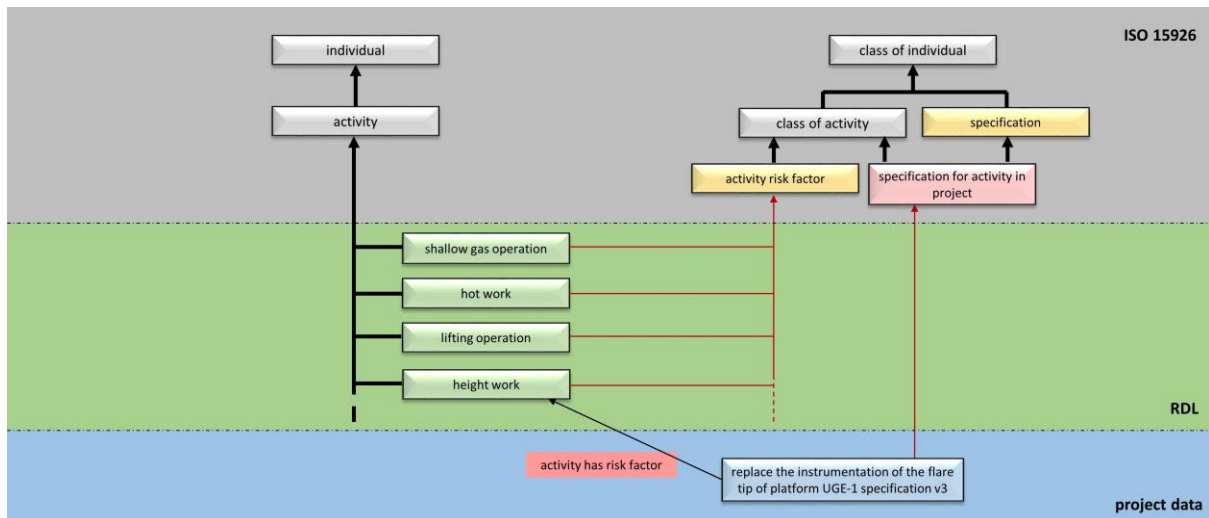 ISO 15926
individual
class of individual
activity
class of activity
specification
activity risk factor
specification for activity in
project
shallow gas operation
hot work
lifting operation
height work
RDL
activity has risk factor
replace the instrumentation of the flare
tip of platform UGE-1 specification v3
project data